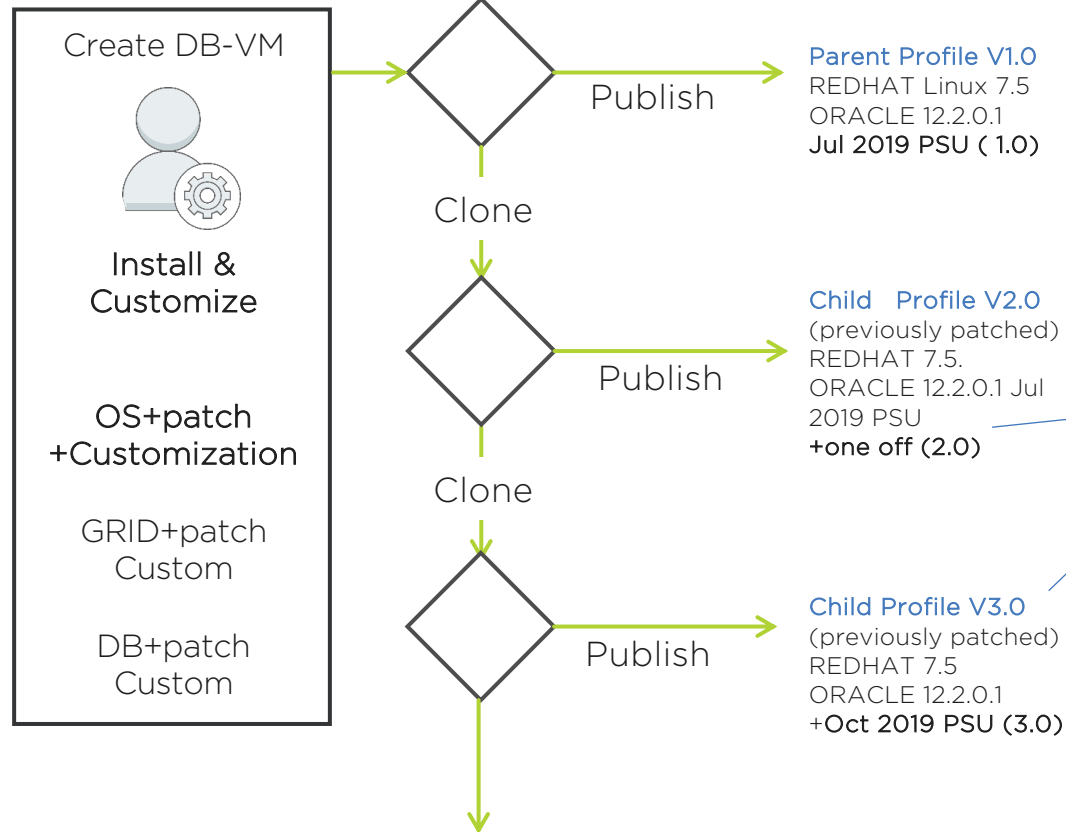 Create DB-VM
Install &
Customize
OS+patch
+Customization
GRID+patch
Custom
DB+patch
Custom
Publish
Parent Profile V1.0
REDHAT Linux 7.5
ORACLE 12.2.0.1
Jul 2019 PSU ( 1.0)
Clone
Publish
Child Profile V2.0
(previously patched)
REDHAT 7.5.
ORACLE 12.2.0.1 Jul
2019 PSU
+one off (2.0)
Clone
Publish
Child Profile V3.0
(previously patched)
REDHAT 7.5
ORACLE 12.2.0.1
+Oct 2019 PSU (3.0)